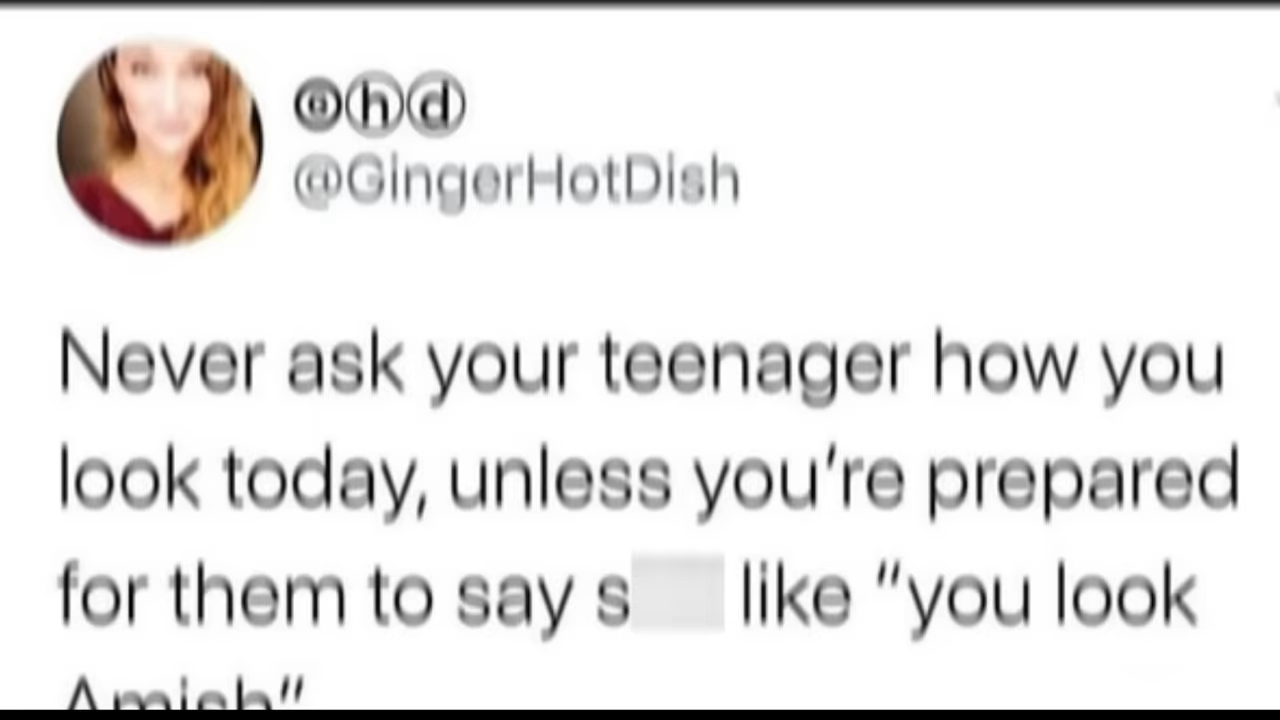 ©ⓗⓓ
@GingerHotDish
Never ask your teenager how you
look today, unless you’re prepared
for them to say s like “you look
Amish”